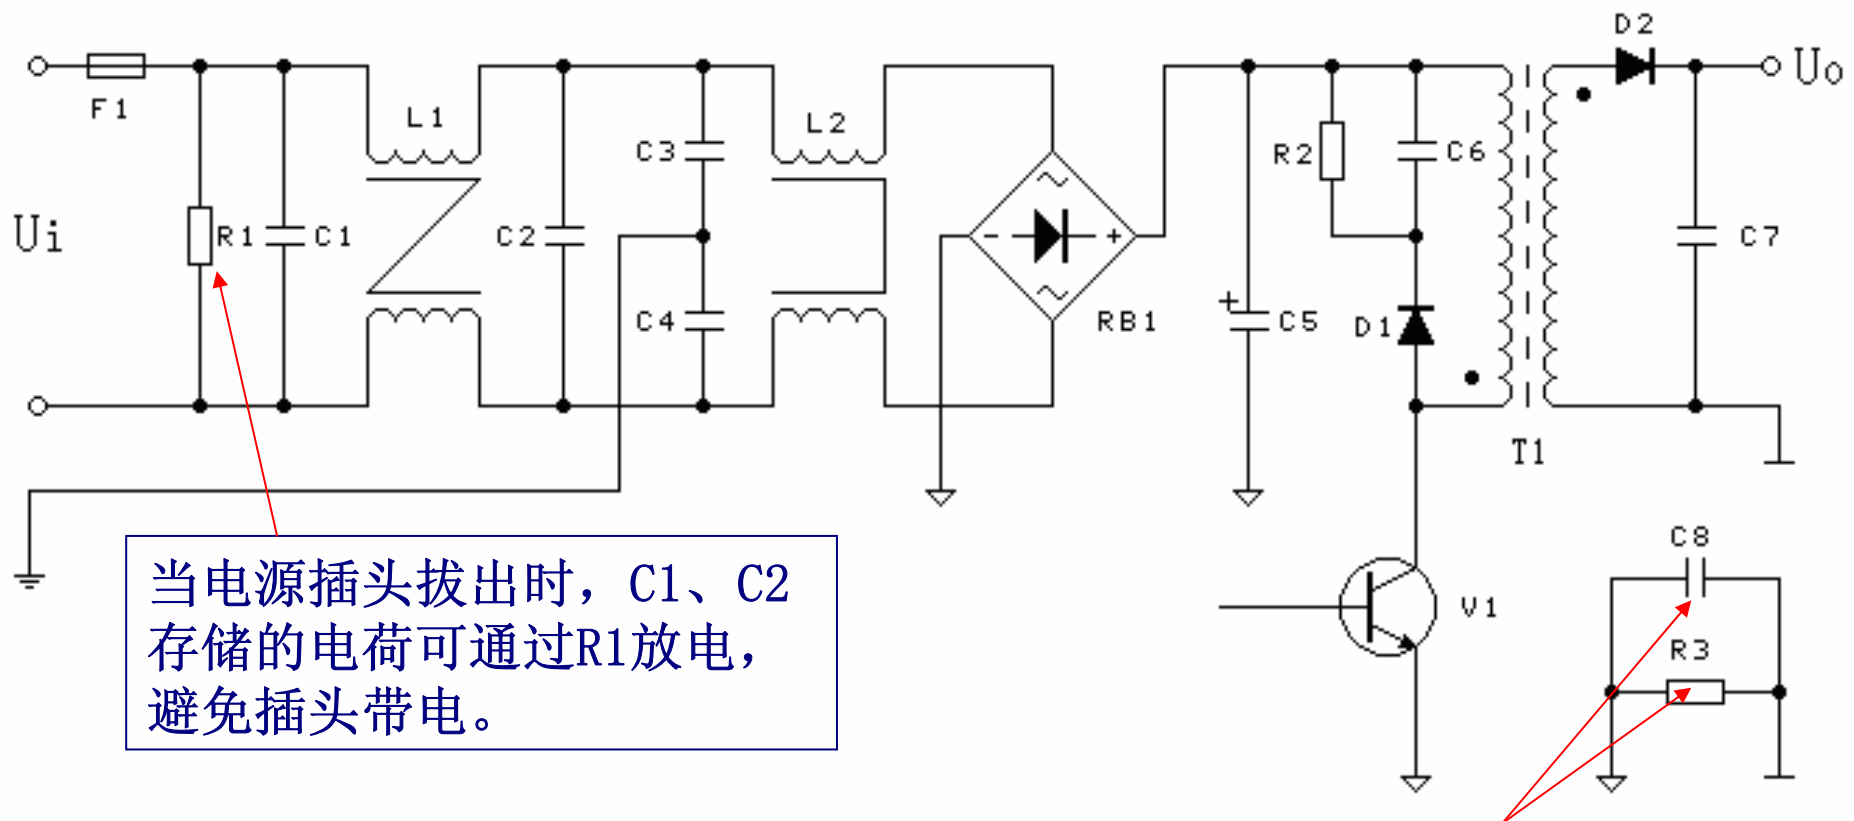 D2
Uo
F1
L1
L2
C3
R2
C6
Ui
R1
C1
C2
C7
C4
RB1
C5
D1
T1
当电源插头拔出时，C1、C2
存储的电荷可通过R1放电，
避免插头带电。
C8
V1
R3